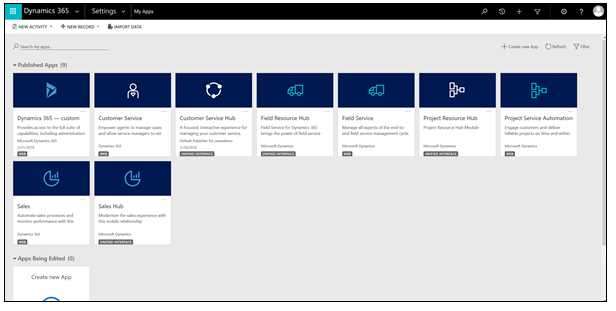 Dynamics 365 Settings My Apps
NEW ACTIVITY NEW RECORD IMPORT DATA
Search my apps...
Create new App Refresh Filter
Published Apps (9)
Dynamics 365 — custom
Provides access to the full suite of
capabilities, including administration
Microsoft Dynamics 365
WEB
Customer Service
Empower agents to manage cases
and allow service managers to set
Dynamics 365
WEB
Customer Service Hub
A focused, interactive experience for
managing your customer service.
Default Publisher for
UNIFIED INTERFACE
Field Resource Hub
Field Service for Dynamics 365
brings the power of field service
Microsoft Dynamics
UNIFIED INTERFACE
Field Service
Manage all aspects of the end-to-
end field service management cycle.
Microsoft Dynamics
WEB
Project Resource Hub
Project Resource Hub Module
Microsoft Dynamics
UNIFIED INTERFACE
Project Service Automation
Engage customers and deliver
billable projects on time and within
Microsoft Dynamics
WEB
Sales
Automate sales processes and
monitor performance with this
Dynamics 365
WEB
Sales Hub
Modernize the sales experience with
this mobile relationship
Microsoft Dynamics
UNIFIED INTERFACE
Apps Being Edited (0)
Create new App